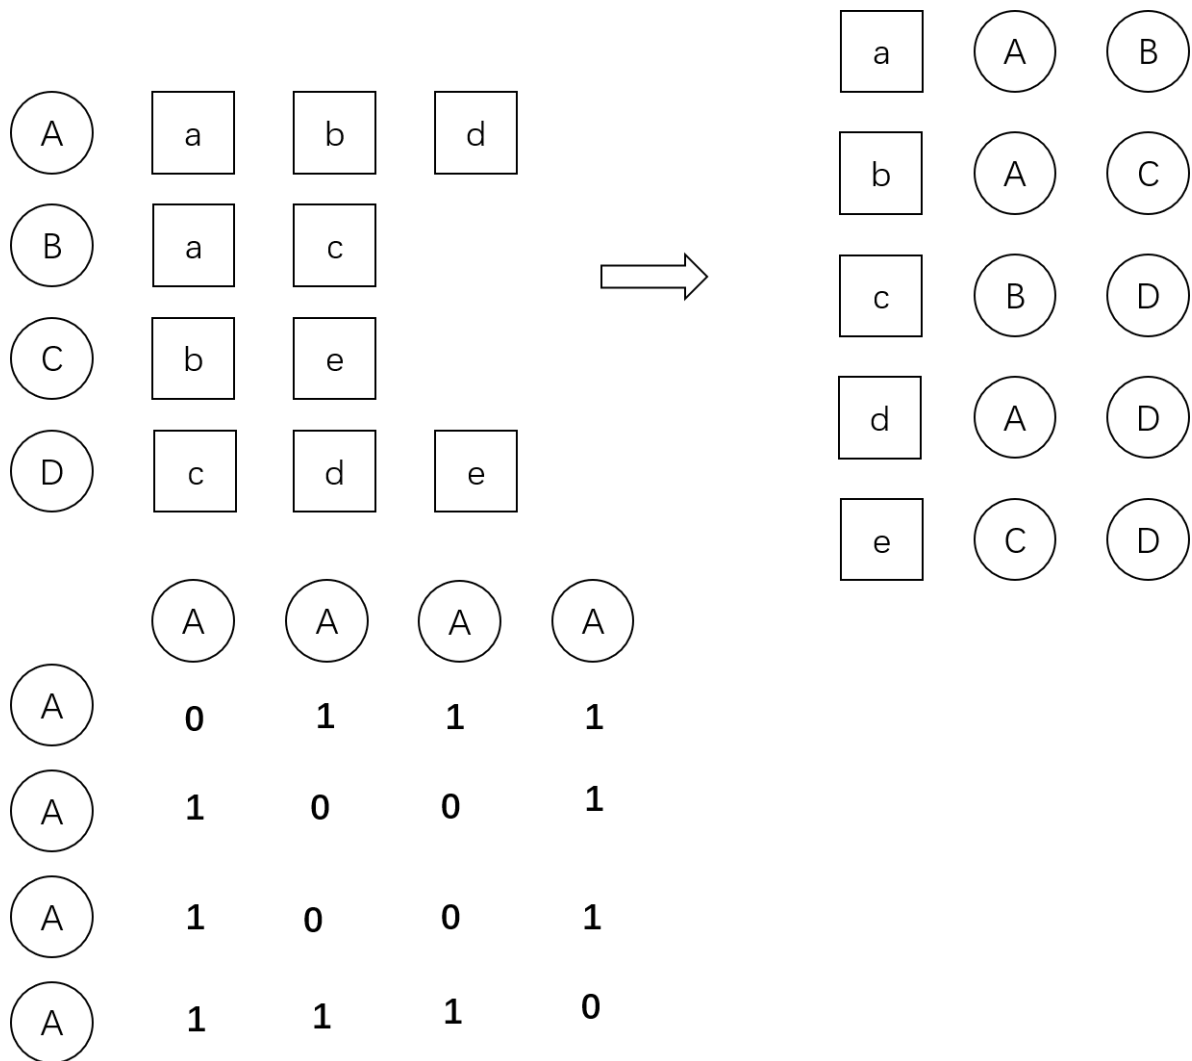 A a b d
B a c
C b e
D c d e
a A B
b A C
c B D
d A D
e C D
A A A A
A 0 1 1 1
A 1 0 0 1
A 1 0 0 1
A 1 1 1 0